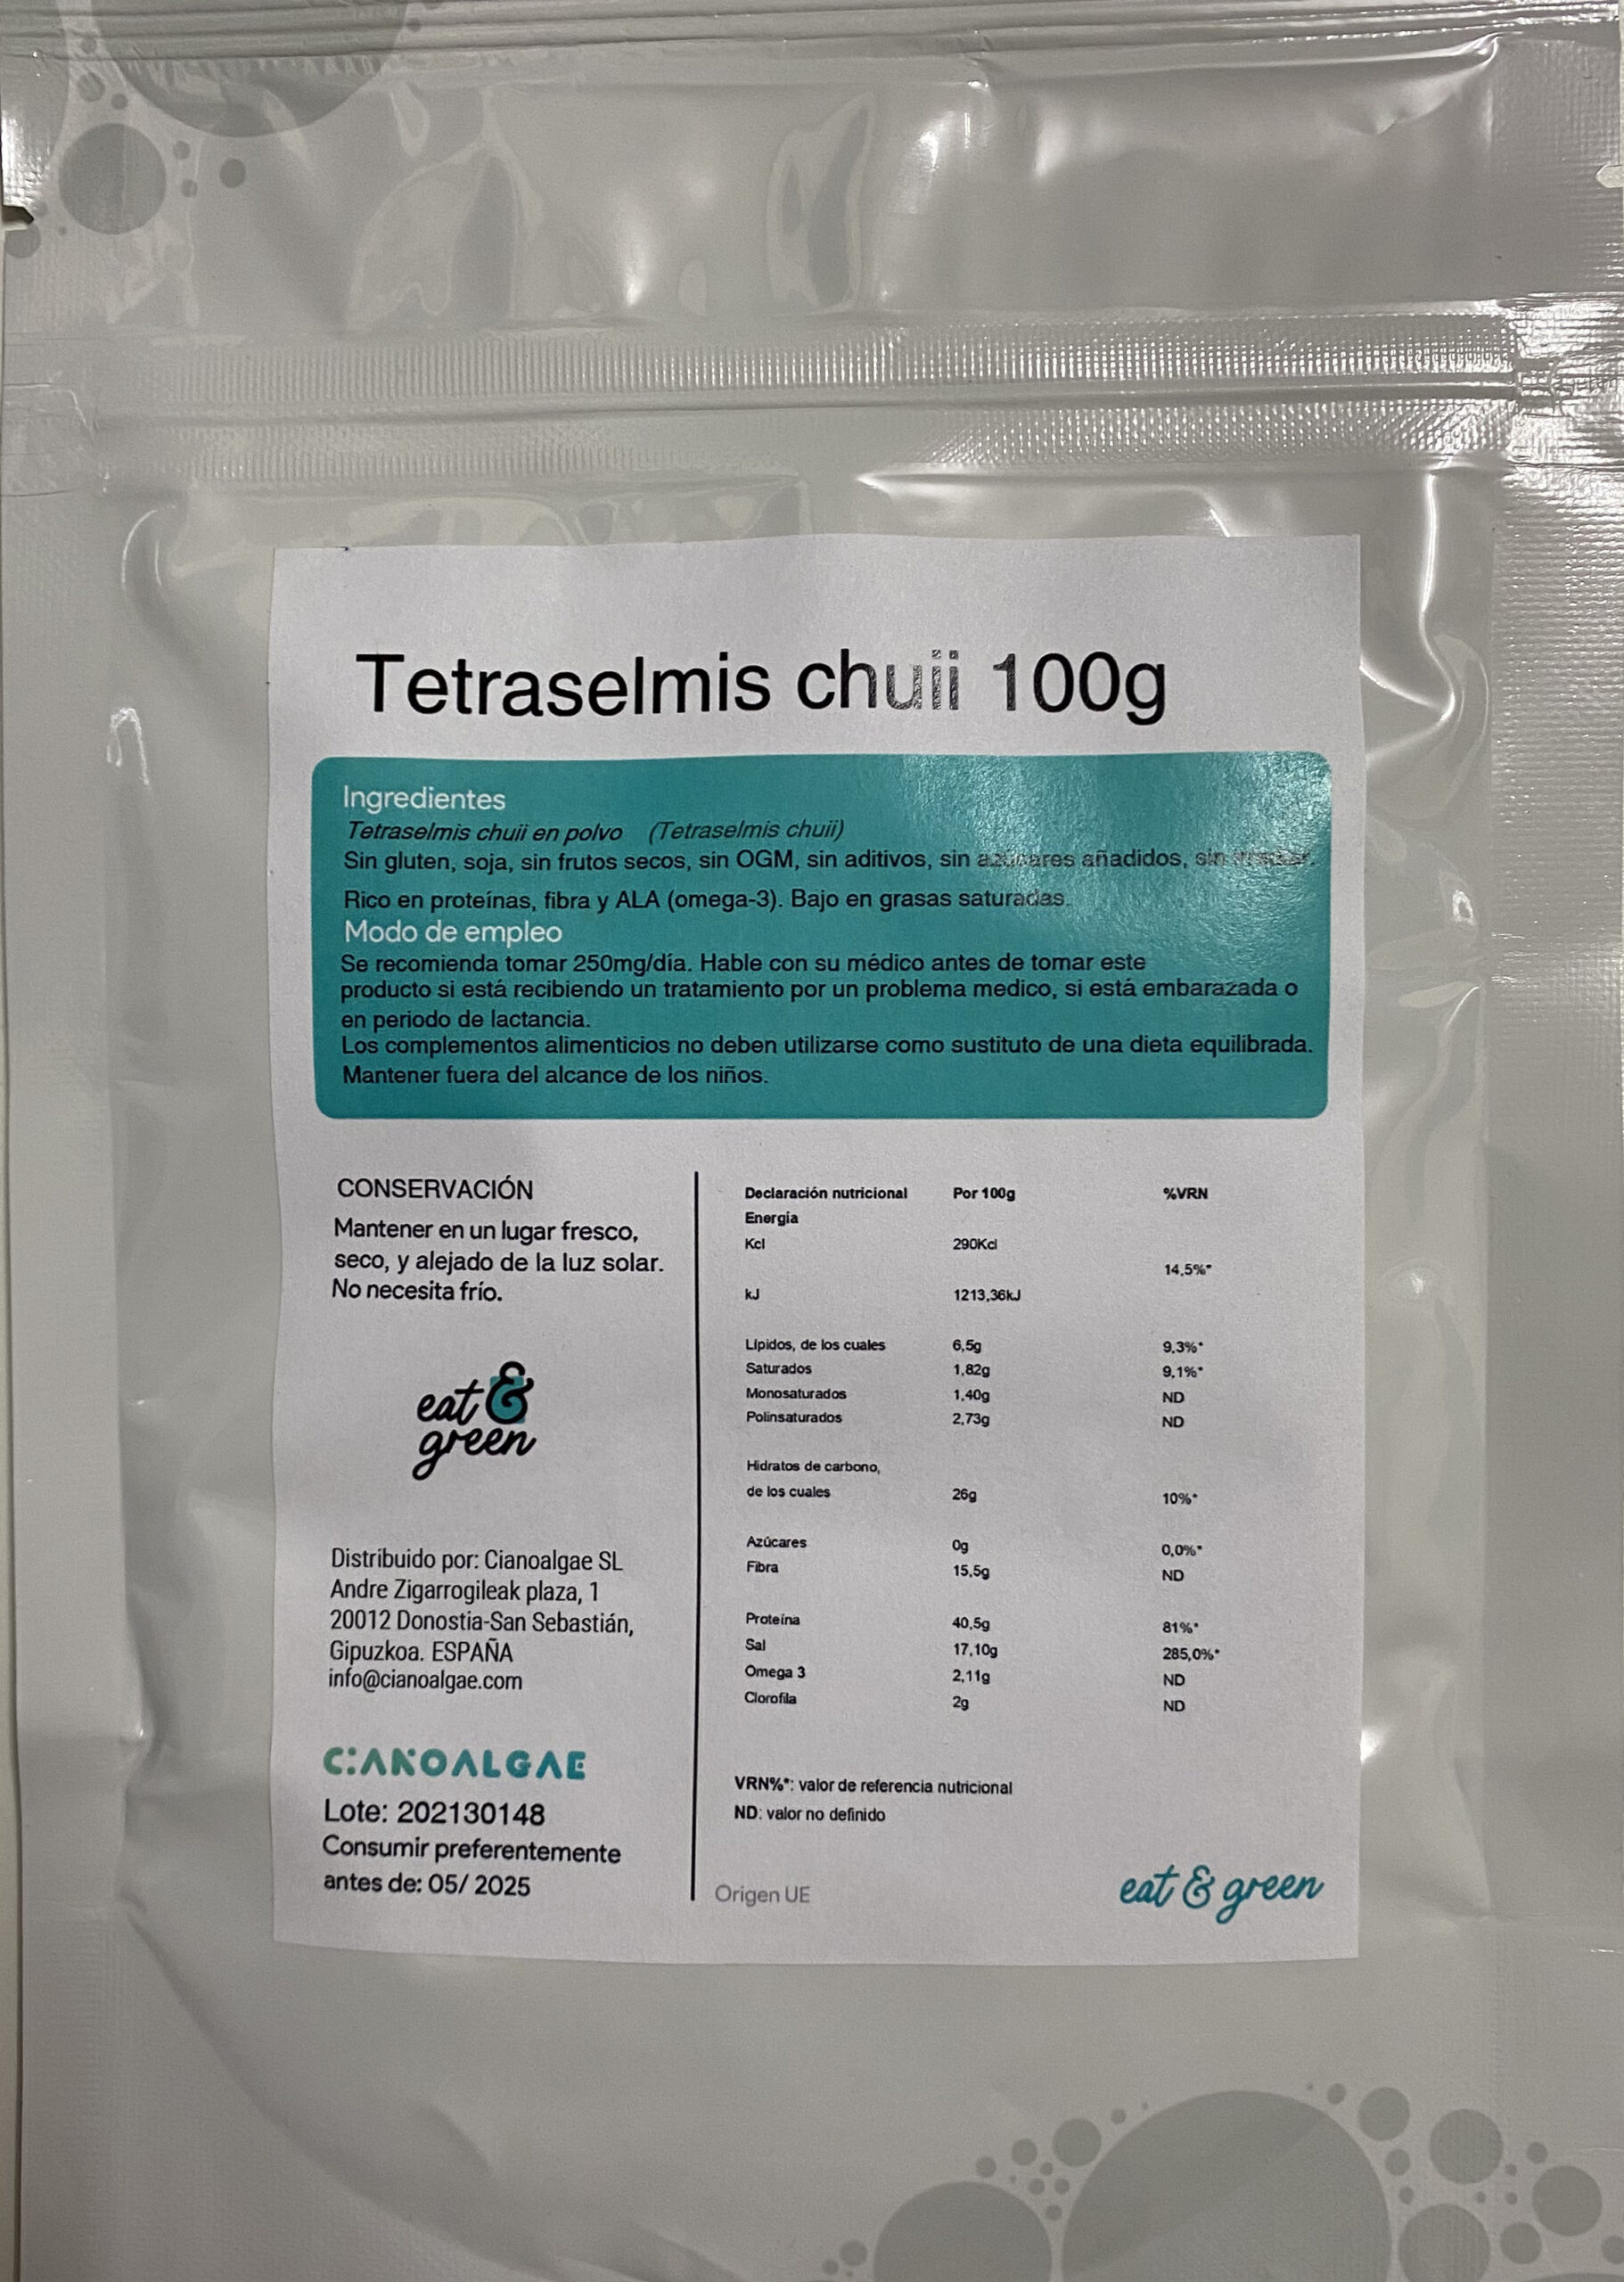 Tetraselmis chuii 100g
Ingredientes
Tetraselmis chuii en polvo (Tetraselmis chuii)
Sin gluten, soja, sin frutos secos, sin OGM, sin aditivos, sin azúcares añadidos, sin
Rico en proteínas, fibra y ALA (omega-3). Bajo en grasas saturadas.
Modo de empleo
Se recomienda tomar 250mg/día. Hable con su médico antes de tomar este
producto si está recibiendo un tratamiento por un problema medico, si está embarazada o
en periodo de lactancia.
Los complementos alimenticios no deben utilizarse como sustituto de una dieta equilibrada.
Mantener fuera del alcance de los niños.
CONSERVACIÓN
Mantener en un lugar fresco,
seco, y alejado de la luz solar.
No necesita frío.
eat &
green
Distribuido por: Cianoalgae SL
Andre Zigarrogileak plaza, 1
20012 Donostia-San Sebastián,
Gipuzkoa. ESPAÑA
info@cianoalgae.com
CIANOALGAE
Lote: 202130148
Consumir preferentemente
antes de: 05/ 2025
Declaración nutricional Por 100g %VRN
Energía
Kcl 290Kcl
14,5%*
kJ 1213,36kJ
Lípidos, de los cuales 6,5g 9,3%*
Saturados 1,82g 9,1%*
Monosaturados 1,40g ND
Polinsaturados 2,73g ND
Hidratos de carbono,
de los cuales 26g 10%*
Azúcares 0g 0,0%*
Fibra 15,5g ND
Proteína 40,5g 81%*
Sal 17,10g 285,0%*
Omega 3 2,11g ND
Clorofila 2g ND
VRN%*: valor de referencia nutricional
ND: valor no definido
Origen UE
eat & green